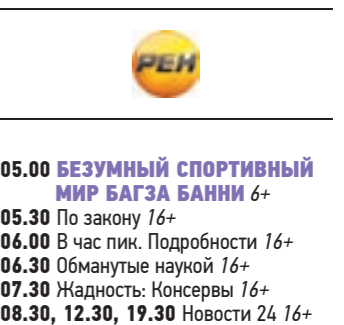 РЕН
05.00 БЕЗУМНЫЙ СПОРТИВНЫЙ
МИР БАГЗА БАННИ 6+
05.30 По закону 16+
06.00 В час пик. Подробности 16+
06.30 Обманутые наукой 16+
07.30 Жадность: Консервы 16+
08.30, 12.30, 19.30 Новости 24 16+